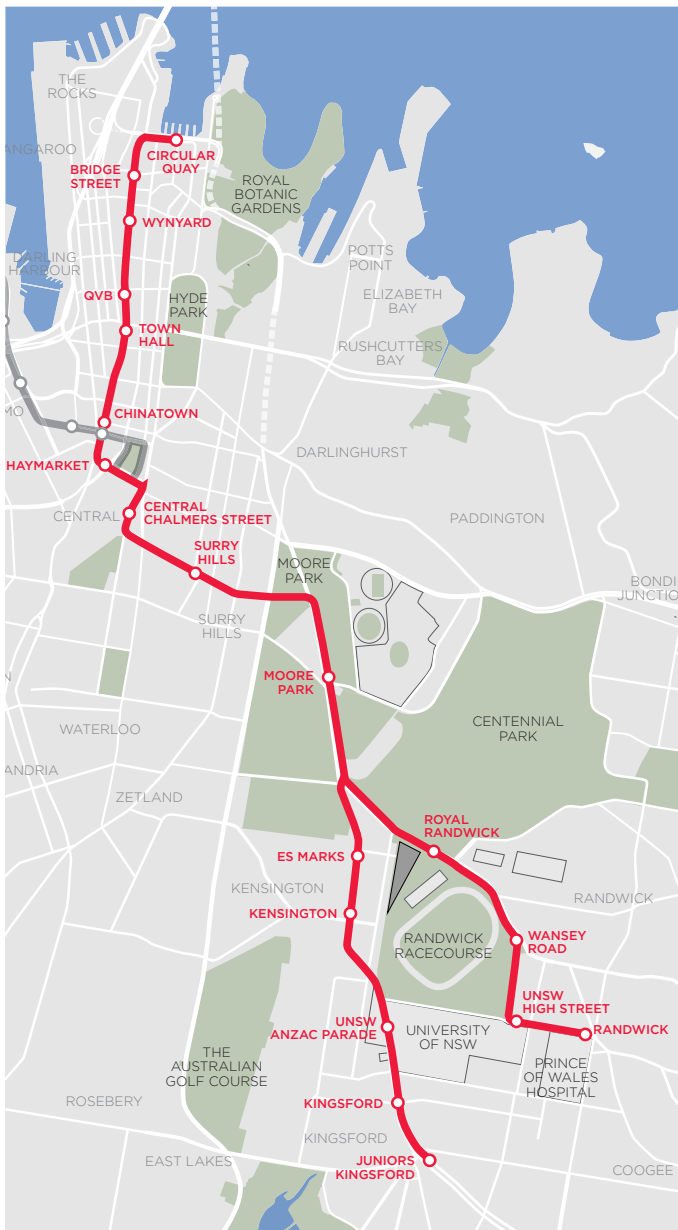 THE
ROCKS
ANGAROO
CIRCULAR
QUAY
BRIDGE
STREET
ROYAL
BOTANIC
GARDENS
WYNYARD
DARLING
HARBOUR
POTTS
POINT
QVB
HYDE
PARK
ELIZABETH
BAY
TOWN
HALL
RUSHCUTTERS
BAY
MO
CHINATOWN
DARLINGHURST
HAYMARKET
CENTRAL
CENTRAL
CHALMERS STREET
PADDINGTON
SURRY
HILLS
MOORE
PARK
BONDI
JUNCTION
SURRY
HILLS
N
MOORE
PARK
WATERLOO
CENTENNIAL
PARK
ANDRIA
ZETLAND
ROYAL
RANDWICK
ES MARKS
KENSINGTON
RANDWICK
KENSINGTON
RANDWICK
RACECOURSE
WANSEY
ROAD
UNSW
HIGH STREET
UNSW
ANZAC PARADE
UNIVERSITY
OF NSW
RANDWICK
THE
AUSTRALIAN
GOLF COURSE
PRINCE
OF WALES
HOSPITAL
ROSEBERY
KINGSFORD
KINGSFORD
EAST LAKES
JUNIORS
KINGSFORD
COOGEE